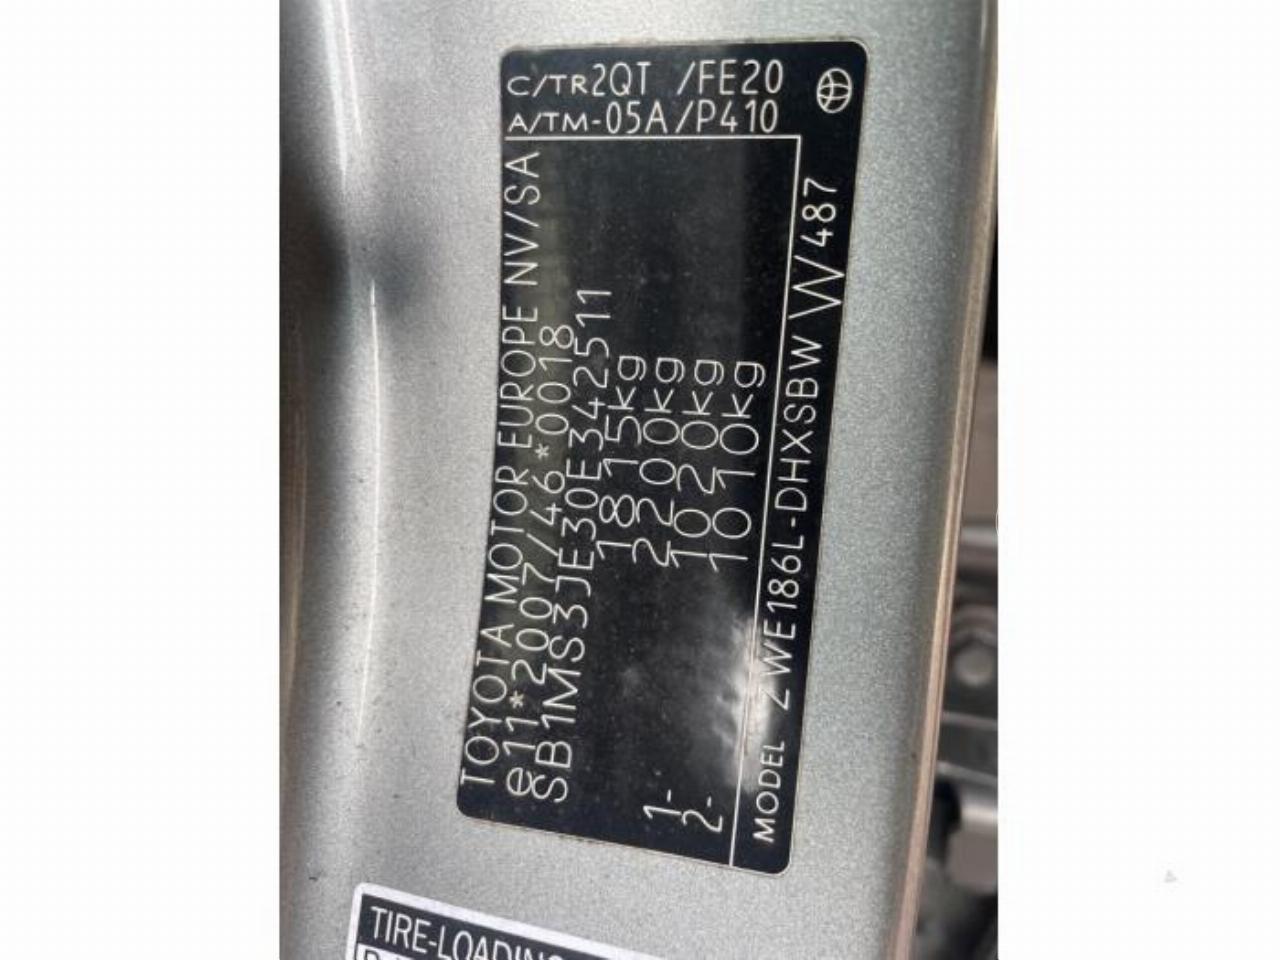 C/TR2QT /FE20
A/TM-05A/P410
TOYOTA MOTOR EUROPE NV/SA
e11*2007/46*0018
SB1MS3JE30E342511
1815kg
2200kg
1- 1020kg
2- 1010kg
MODEL ZWE186L-DHXSBW W487
TIRE-LOADING